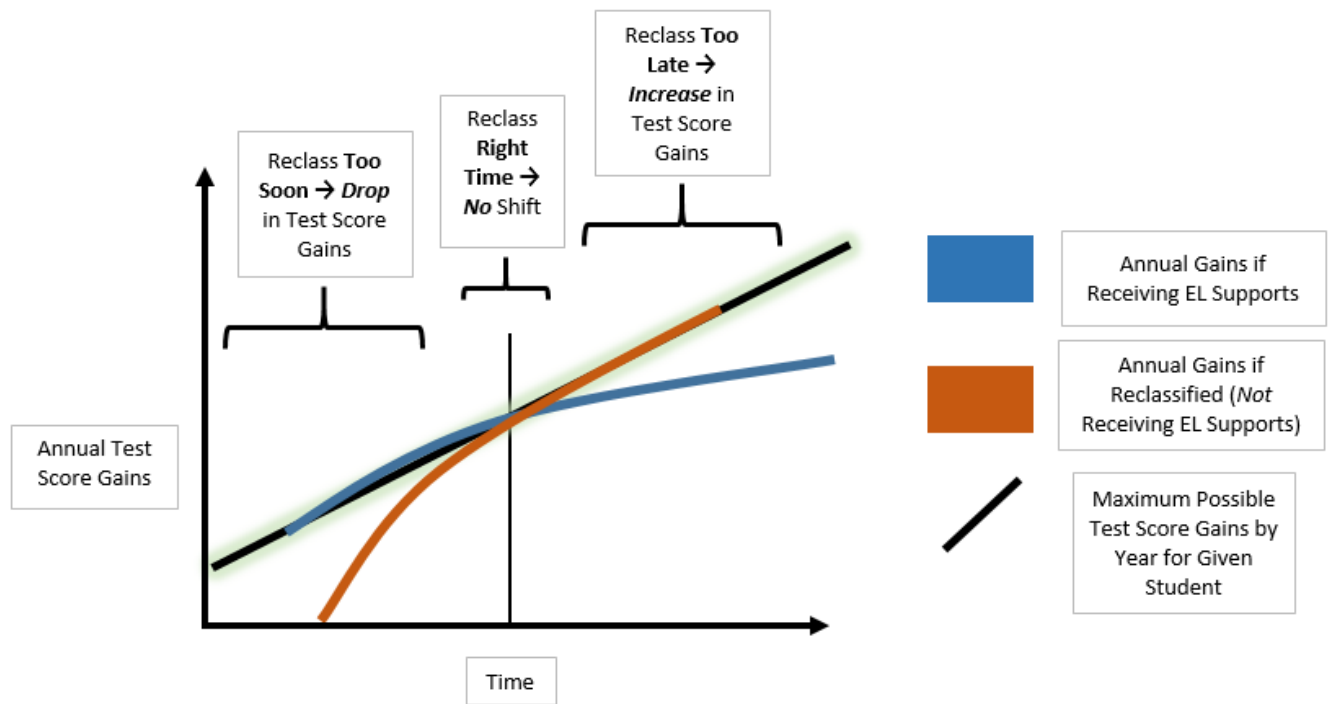 Reclass Too
Soon → Drop
in Test Score
Gains
Reclass
Right
Time →
No Shift
Reclass Too
Late →
Increase in
Test Score
Gains
Annual Test
Score Gains
Time
Annual Gains if
Receiving EL Supports
Annual Gains if
Reclassified (Not
Receiving EL Supports)
Maximum Possible
Test Score Gains by
Year for Given
Student